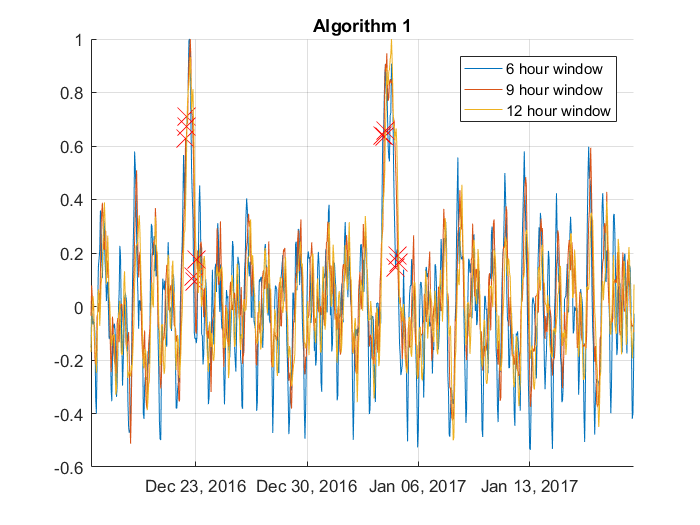 Algorithm 1
1
0.8
0.6
0.4
0.2
0
-0.2
-0.4
-0.6
6 hour window
9 hour window
12 hour window
Dec 23, 2016
Dec 30, 2016
Jan 06, 2017
Jan 13, 2017